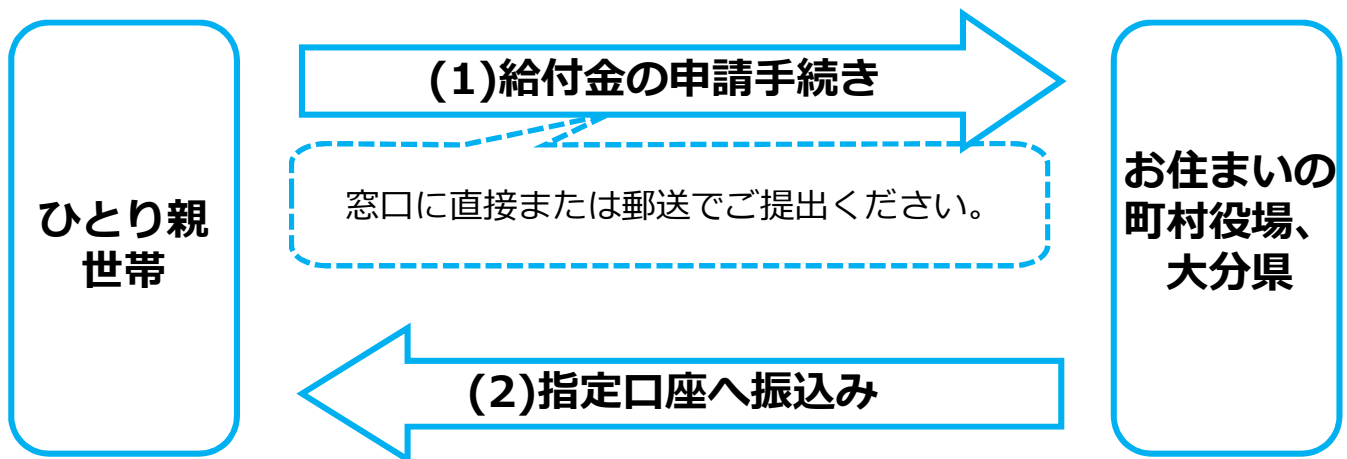 ひとり親
世帯
(1)給付金の申請手続き
窓口に直接または郵送でご提出ください。
(2)指定口座へ振込み
お住まいの
町村役場、
大分県